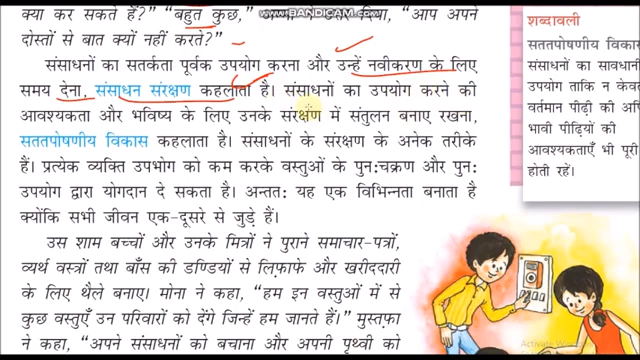 क्या कर सकते हैं?" "बहुत कुछ," "आप अपने
WWW.BANDICAM.COM
दोस्तों से बात क्यों नहीं करते?"
संसाधनों का सतर्कता पूर्वक उपयोग करना और उन्हें नवीकरण के लिए
समय देना, संसाधन संरक्षण कहलाता है। संसाधनों का उपयोग करने की
आवश्यकता और भविष्य के लिए उनके संरक्षण में संतुलन बनाए रखना,
सततपोषणीय विकास कहलाता है। संसाधनों के संरक्षण के अनेक तरीके
हैं। प्रत्येक व्यक्ति उपभोग को कम करके वस्तुओं के पुन:चक्रण और पुन:
उपयोग द्वारा योगदान दे सकता है। अन्तत: यह एक विभिन्नता बनाता है
क्योंकि सभी जीवन एक-दूसरे से जुड़े हैं।
उस शाम बच्चों और उनके मित्रों ने पुराने समाचार-पत्रों,
व्यर्थ वस्त्रों तथा बाँस की डण्डियों से लिफ़ाफे और खरीददारी
के लिए थैले बनाए। मोना ने कहा, "हम इन वस्तुओं में से
कुछ वस्तुएँ उन परिवारों को देंगे जिन्हें हम जानते हैं।" मुस्तफ़ा
ने कहा, "अपने संसाधनों को बचाना और अपनी पृथ्वी को
शब्दावली
सततपोषणीय विकास
संसाधनों का सावधानी
उपयोग ताकि न केवल
वर्तमान पीढ़ी की
भावी पीढ़ियों की
आवश्यकताएँ भी पूरी
होती रहें।